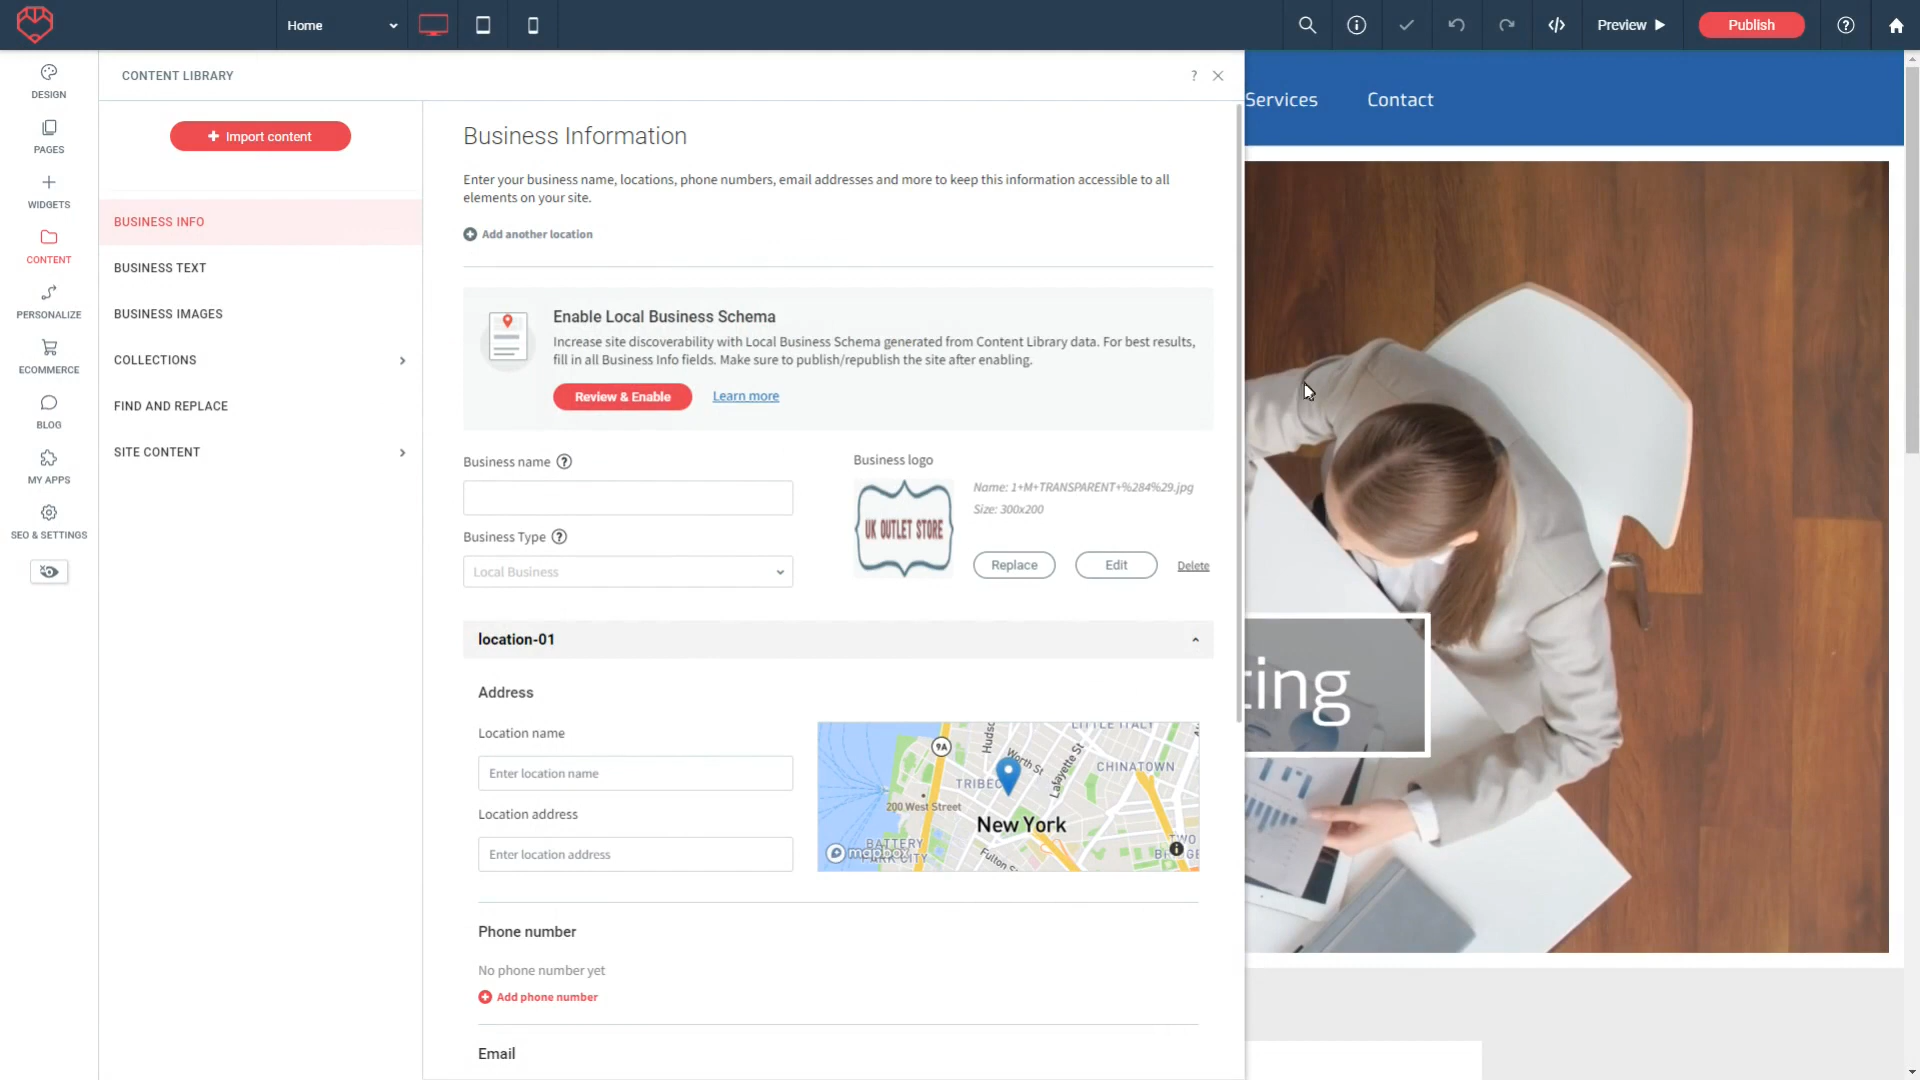 Home
Preview
Publish
DESIGN
PAGES
WIDGETS
CONTENT
PERSONALIZE
ECOMMERCE
BLOG
MY APPS
SEO & SETTINGS
CONTENT LIBRARY
?
Import content
BUSINESS INFO
BUSINESS TEXT
BUSINESS IMAGES
COLLECTIONS
FIND AND REPLACE
SITE CONTENT
Business Information
Enter your business name, locations, phone numbers, email addresses and more to keep this information accessible to all
elements on your site.
Add another location
Enable Local Business Schema
Increase site discoverability with Local Business Schema generated from Content Library data. For best results,
fill in all Business Info fields. Make sure to publish/republish the site after enabling.
Review & Enable
Learn more
Business name ?
Business Type ?
Local Business
Business logo
UK OUTLET STORE
Name: 1+M+TRANSPARENT+%284%29.jpg
Size: 300x200
Replace
Edit
Delete
location-01
Address
Location name
Enter location name
Location address
Enter location address
LITTLE ITALY
9A
Hudso
Worth St
Lafayette St
CHINATOWN
TRIBEC
200 West Street
New York
BATTERY
PARK CITY
mapbox
Fulton St
TWO
BRIDGE
Phone number
No phone number yet
Add phone number
Email
Services
Contact
ting